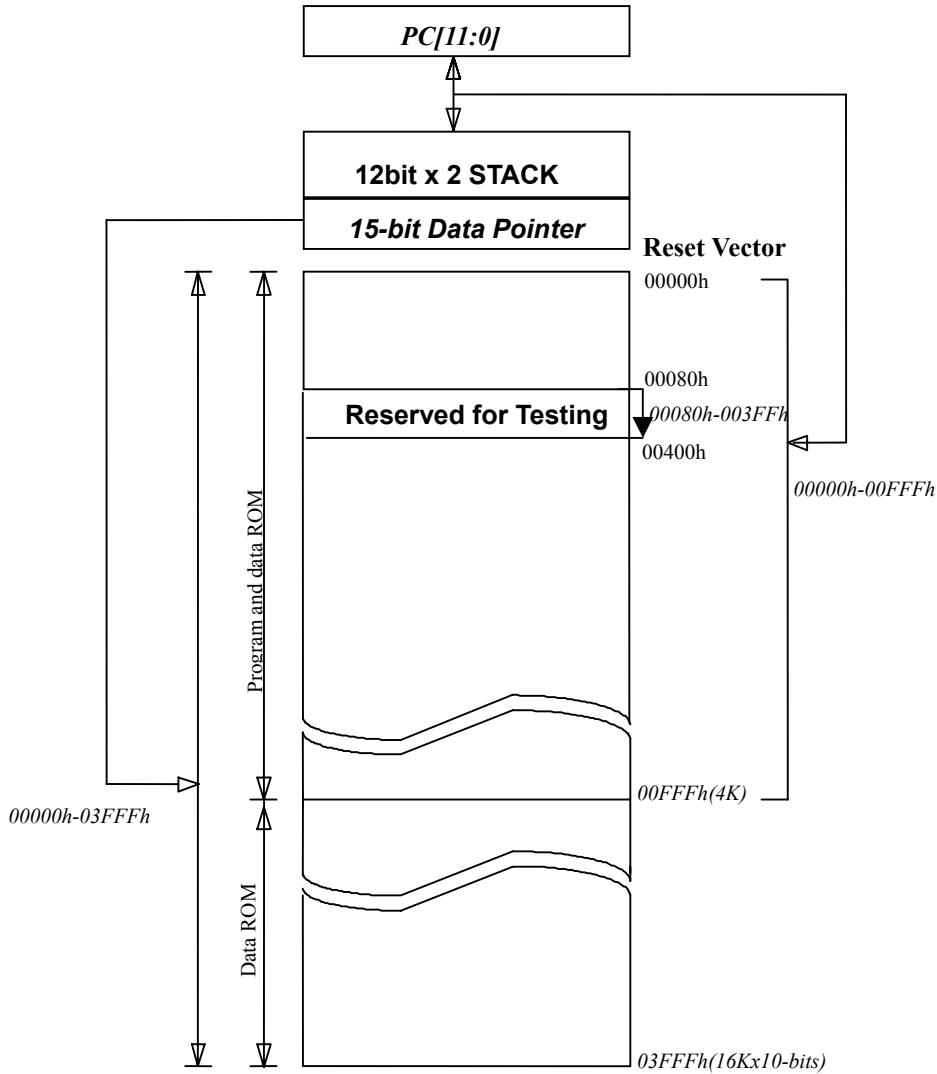 PC[11:0]
12bit x 2 STACK
15-bit Data Pointer
Reset Vector
00000h
00080h
Reserved for Testing
00080h-003FFh
00400h
00000h-00FFFh
Program and data ROM
00FFFh(4K)
00000h-03FFFh
Data ROM
03FFFh(16Kx10-bits)